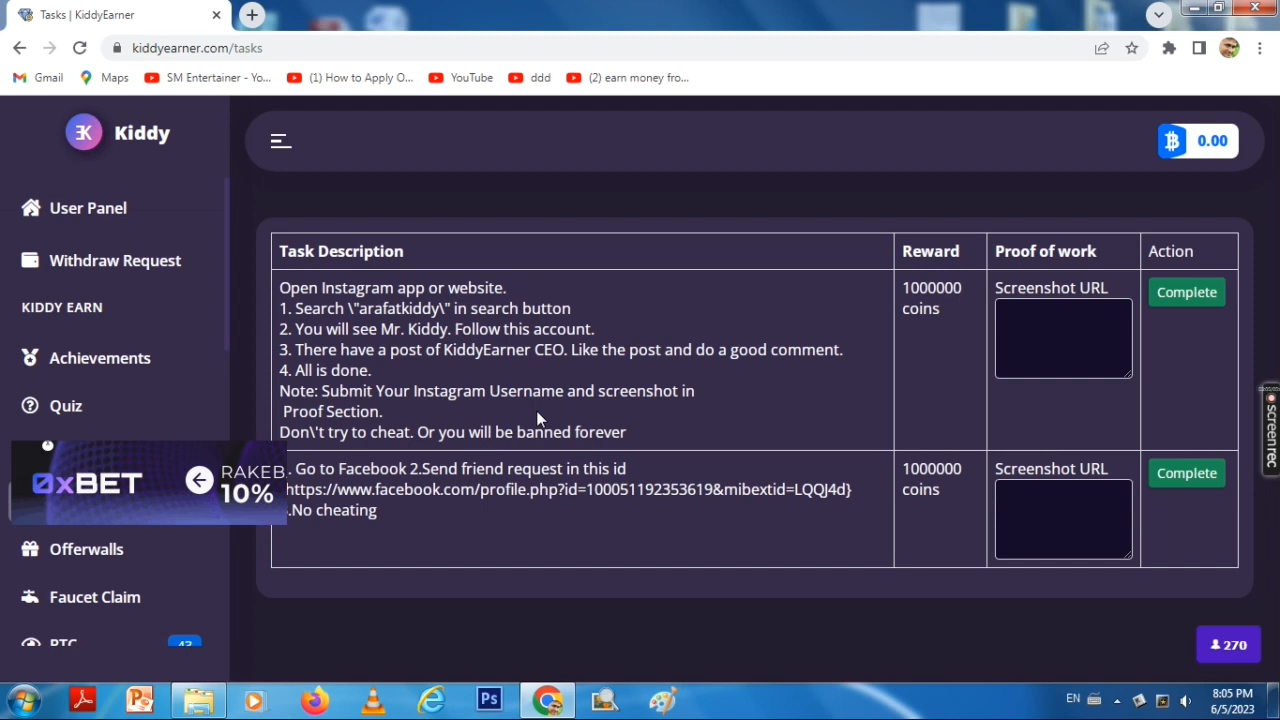 Tasks | KiddyEarner
kiddyearner.com/tasks
Gmail
Maps
SM Entertainer - Yo...
(1) How to Apply O...
YouTube
ddd
(2) earn money fro...
Kiddy
0.00
User Panel
Withdraw Request
KIDDY EARN
Achievements
Quiz
Offerwalls
Faucet Claim
PTC
43
0xBET
RAKEB
10%
Task Description
Reward
Proof of work
Action
Open Instagram app or website.
1. Search \"arafatkiddy\" in search button
2. You will see Mr. Kiddy. Follow this account.
3. There have a post of KiddyEarner CEO. Like the post and do a good comment.
4. All is done.
Note: Submit Your Instagram Username and screenshot in
Proof Section.
Don\'t try to cheat. Or you will be banned forever
1000000
coins
Screenshot URL
Complete
. Go to Facebook 2.Send friend request in this id
https://www.facebook.com/profile.php?id=100051192353619&mibextid=LQQJ4d}
.No cheating
1000000
coins
Screenshot URL
Complete
270
screenrec
EN
8:05 PM
6/5/2023